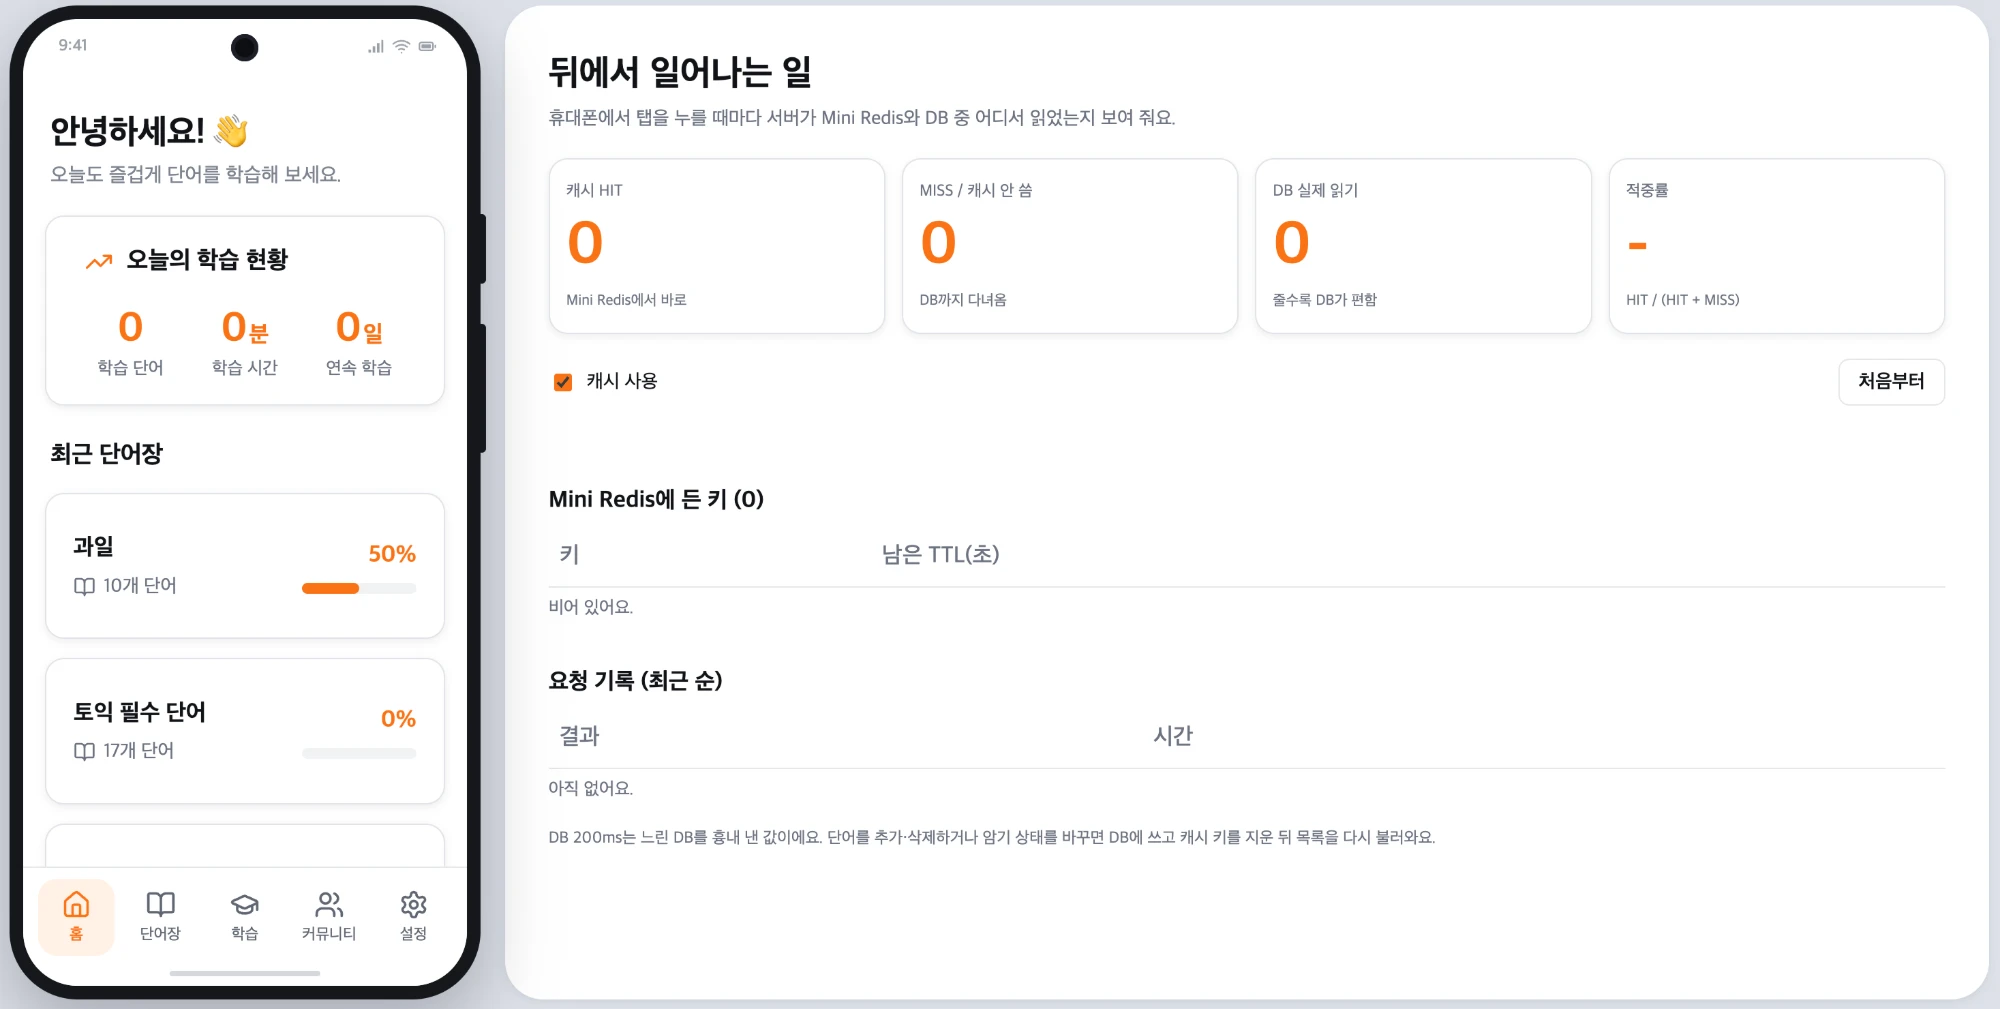 9:41
안녕하세요! 👋
오늘도 즐겁게 단어를 학습해 보세요.
오늘의 학습 현황
0 0분 0일
학습 단어 학습 시간 연속 학습
최근 단어장
과일
50%
10개 단어
토익 필수 단어
0%
17개 단어
홈 단어장 학습 커뮤니티 설정
뒤에서 일어나는 일
휴대폰에서 탭을 누를 때마다 서버가 Mini Redis와 DB 중 어디서 읽었는지 보여 줘요.
캐시 HIT
0
Mini Redis에서 바로
MISS / 캐시 안 씀
0
DB까지 다녀옴
DB 실제 읽기
0
줄수록 DB가 편함
적중률
-
HIT / (HIT + MISS)
캐시 사용
처음부터
Mini Redis에 든 키 (0)
키 남은 TTL(초)
비어 있어요.
요청 기록 (최근 순)
결과 시간
아직 없어요.
DB 200ms는 느린 DB를 흉내 낸 값이에요. 단어를 추가·삭제하거나 암기 상태를 바꾸면 DB에 쓰고 캐시 키를 지운 뒤 목록을 다시 불러와요.